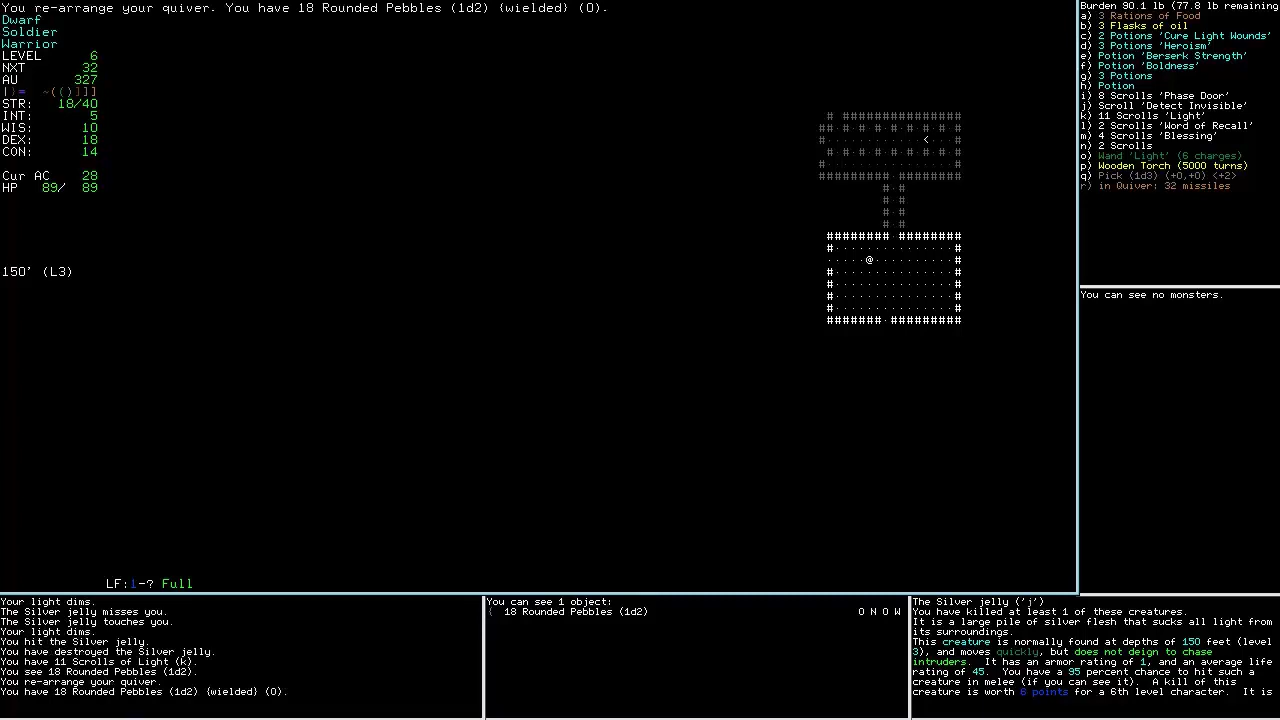 You re-arrange your quiver. You have 18 Rounded Pebbles (1d2) {wielded} (0).
Dwarf
Soldier
Warrior
LEVEL 6
NXT 32
AU 327
|}= ~(()]]]
STR: 18/40
INT: 5
WIS: 10
DEX: 18
CON: 14
Cur AC 28
HP 89/ 89
150' (L3)
LF:1-? Full
Burden 90.1 lb (77.8 lb remaining
a) 3 Rations of Food
b) 3 Flasks of oil
c) 2 Potions 'Cure Light Wounds'
d) 3 Potions 'Heroism'
e) Potion 'Berserk Strength'
f) Potion 'Boldness'
g) 3 Potions
h) Potion
i) 8 Scrolls 'Phase Door'
j) Scroll 'Detect Invisible'
k) 11 Scrolls 'Light'
l) 2 Scrolls 'Word of Recall'
m) 4 Scrolls 'Blessing'
n) 2 Scrolls
o) Wand 'Light' (6 charges)
p) Wooden Torch (5000 turns)
q) Pick (1d3) (+0,+0) <+2>
r) in Quiver: 32 missiles
You can see no monsters.
Your light dims.
The Silver jelly misses you.
The Silver jelly touches you.
Your light dims.
You hit the Silver jelly.
You have destroyed the Silver jelly.
You have 11 Scrolls of Light (k).
You see 18 Rounded Pebbles (1d2).
You re-arrange your quiver.
You have 18 Rounded Pebbles (1d2) {wielded} (0).
You can see 1 object:
{ 18 Rounded Pebbles (1d2) 0 N 0 W
The Silver jelly ('j')
You have killed at least 1 of these creatures.
It is a large pile of silver flesh that sucks all light from
its surroundings.
This creature is normally found at depths of 150 feet (level
3), and moves quickly, but does not deign to chase
intruders. It has an armor rating of 1, and an average life
rating of 45. You have a 95 percent chance to hit such a
creature in melee (if you can see it). A kill of this
creature is worth 6 points for a 6th level character. It is